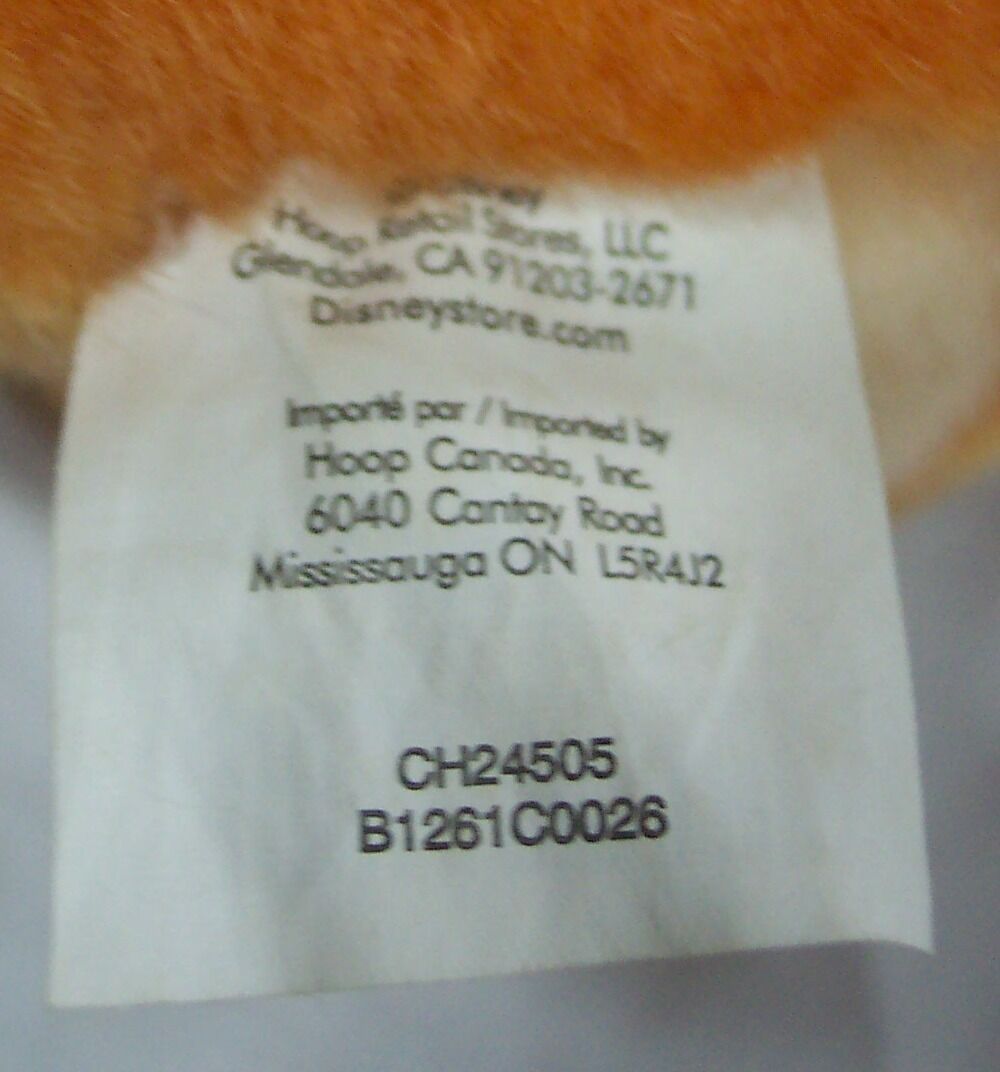 Disney
Hoop Retail Stores, LLC
Glendale, CA 91203-2671
Disneystore.com
Importé par / Imported by
Hoop Canada, Inc.
6040 Cantay Road
Mississauga ON L5R4J2
CH24505
B1261C0026